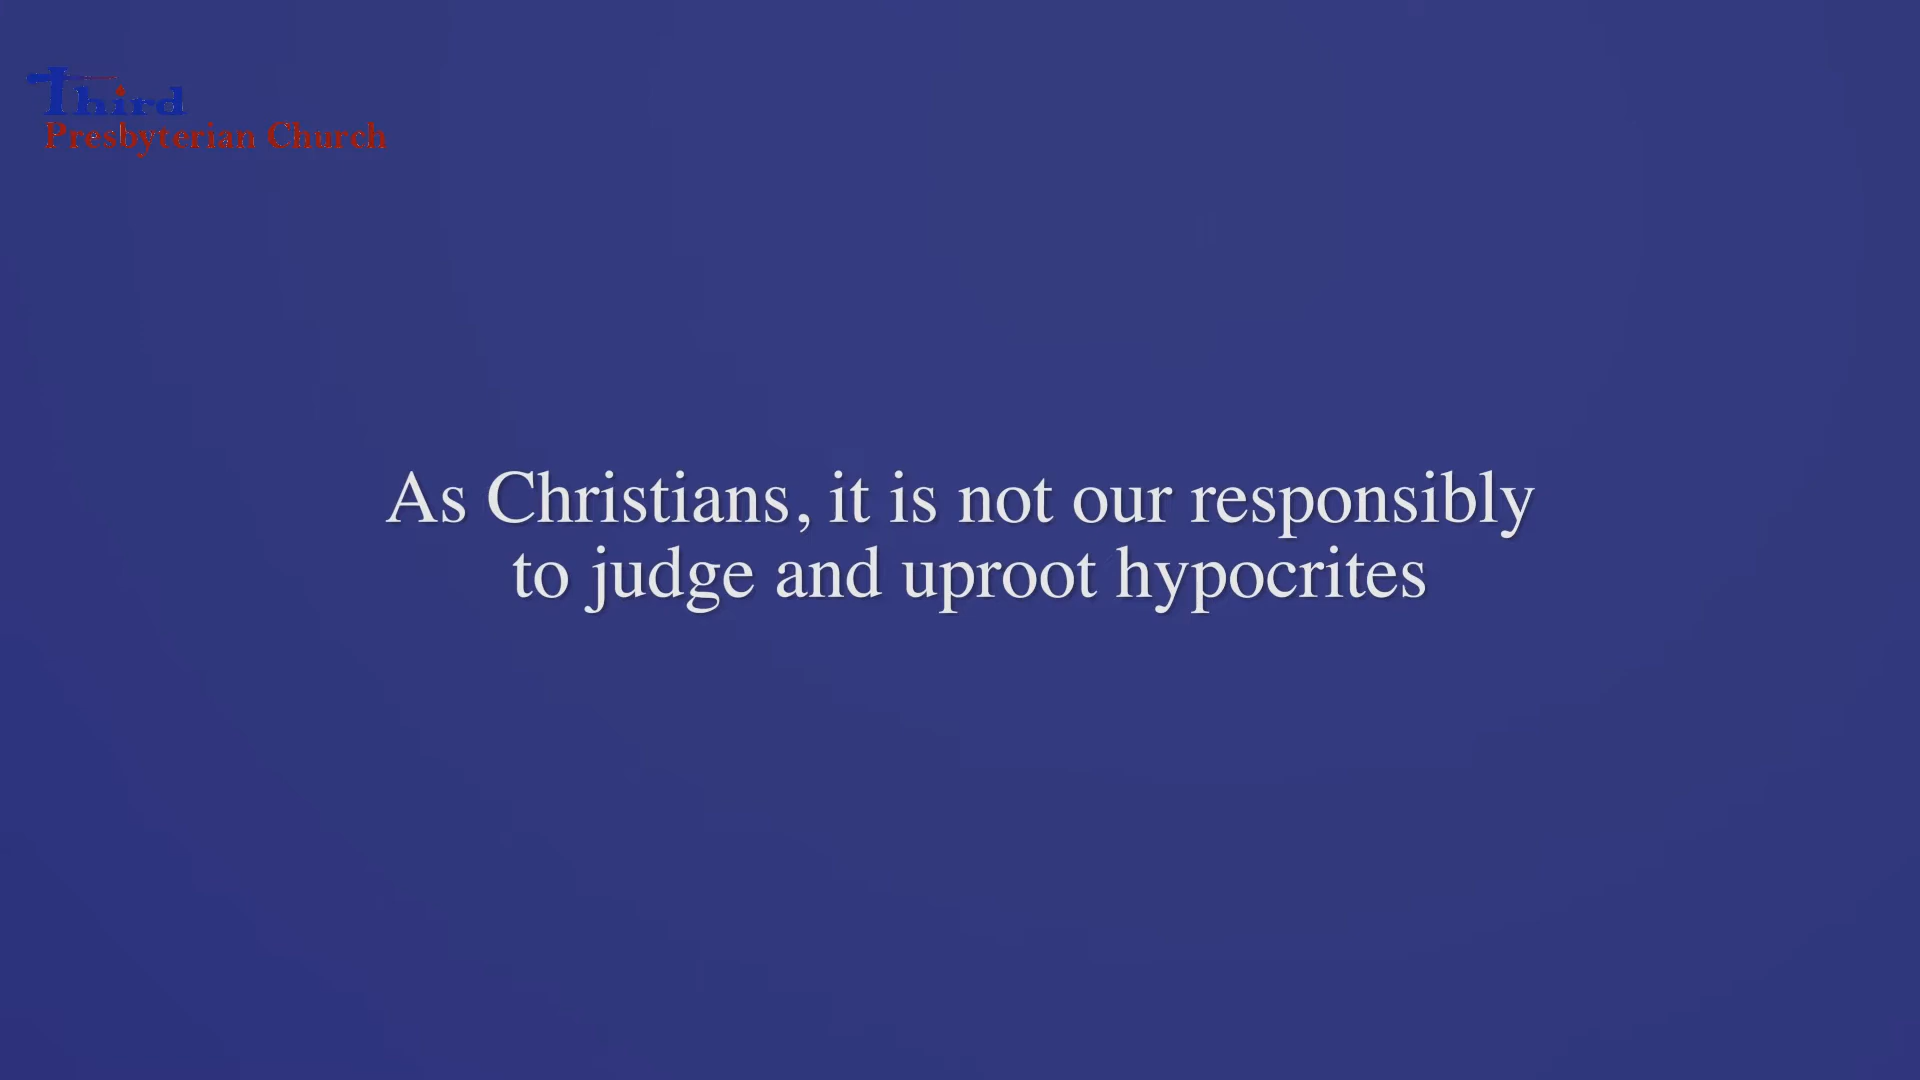 Third
Presbyterian Church
As Christians, it is not our responsibly
to judge and uproot hypocrites